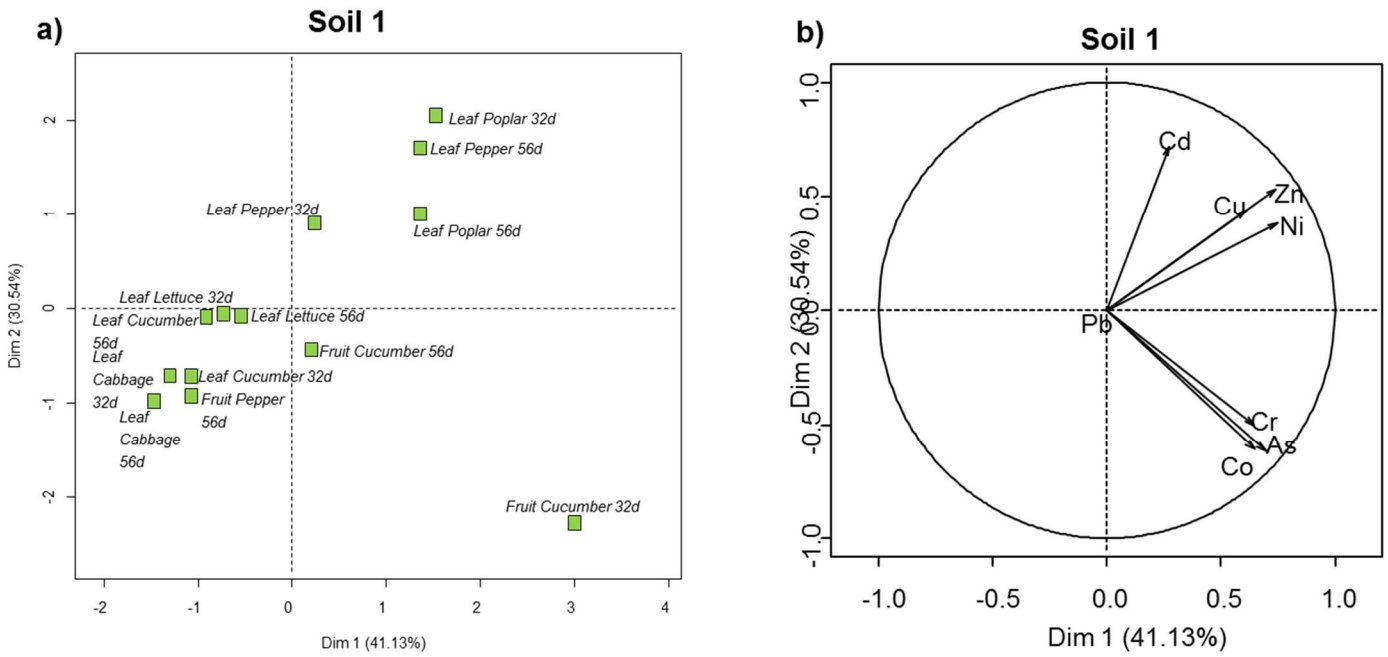 a)
Soil 1
2
1
0
-1
-2
Dim 2 (30.54%)
Leaf Poplar 32d
Leaf Pepper 56d
Leaf Pepper 32d
Leaf Poplar 56d
Leaf Lettuce 32d
Leaf Cucumber
56d
Leaf Lettuce 56d
Fruit Cucumber 56d
Leaf
Cabbage
32d
Leaf Cucumber 32d
Fruit Pepper
56d
Leaf
Cabbage
56d
Fruit Cucumber 32d
-2 -1 0 1 2 3 4
Dim 1 (41.13%)
b)
Soil 1
1.0
0.5
0.0
-0.5
-1.0
Dim 2 (30.54%)
Cd
Zn
Cu
Ni
Pb
Cr
As
Co
-1.0 -0.5 0.0 0.5 1.0
Dim 1 (41.13%)